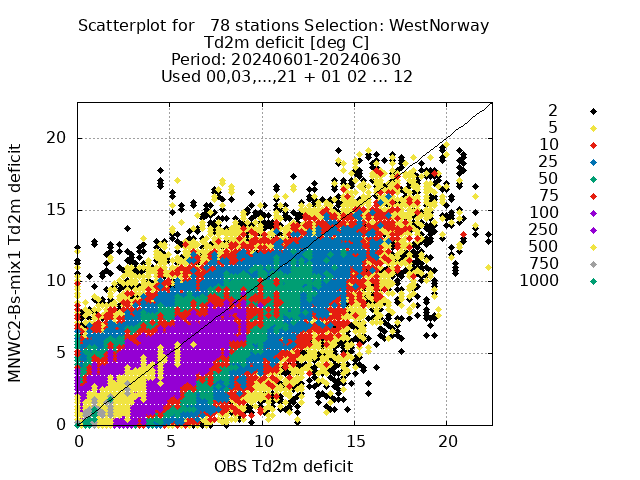 Scatterplot for 78 stations Selection: WestNorway
Td2m deficit [deg C]
Period: 20240601-20240630
Used 00,03,...,21 + 01 02 ... 12
MNWC2-Bs-mix1 Td2m deficit
20
15
10
5
0
0 5 10 15 20
OBS Td2m deficit
2
5
10
25
50
75
100
250
500
750
1000